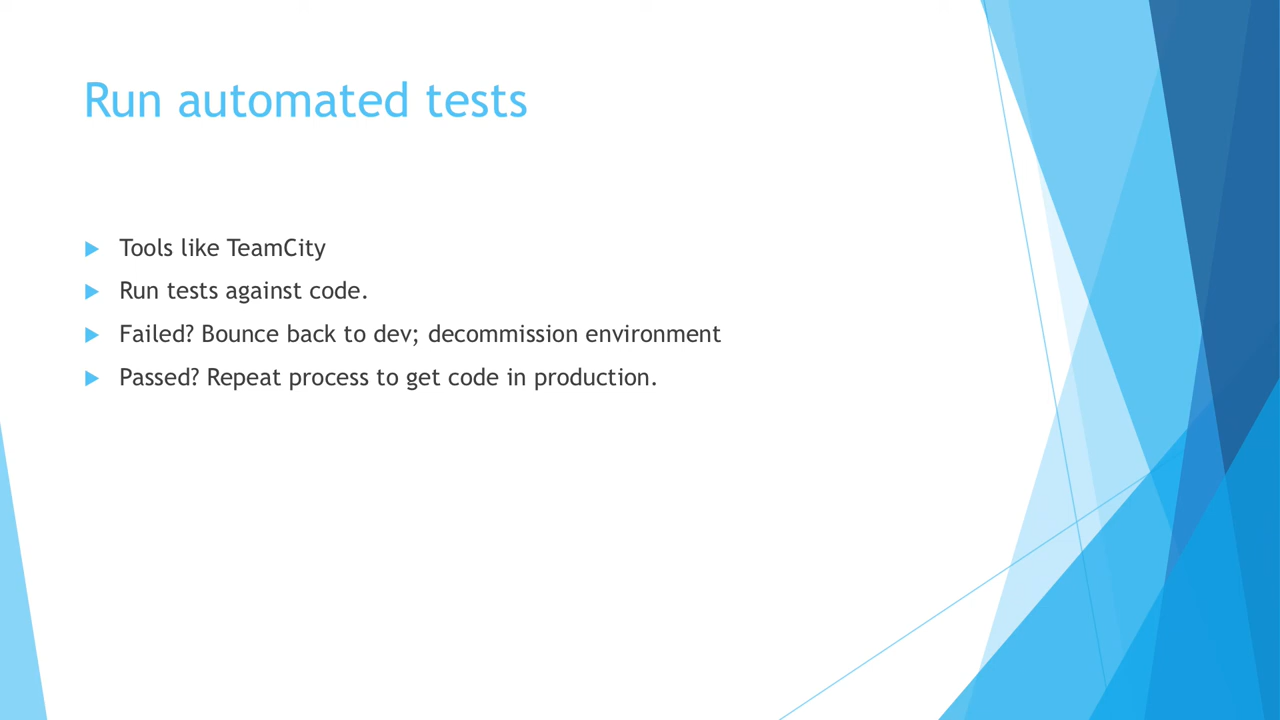 Run automated tests
Tools like TeamCity
Run tests against code.
Failed? Bounce back to dev; decommission environment
Passed? Repeat process to get code in production.